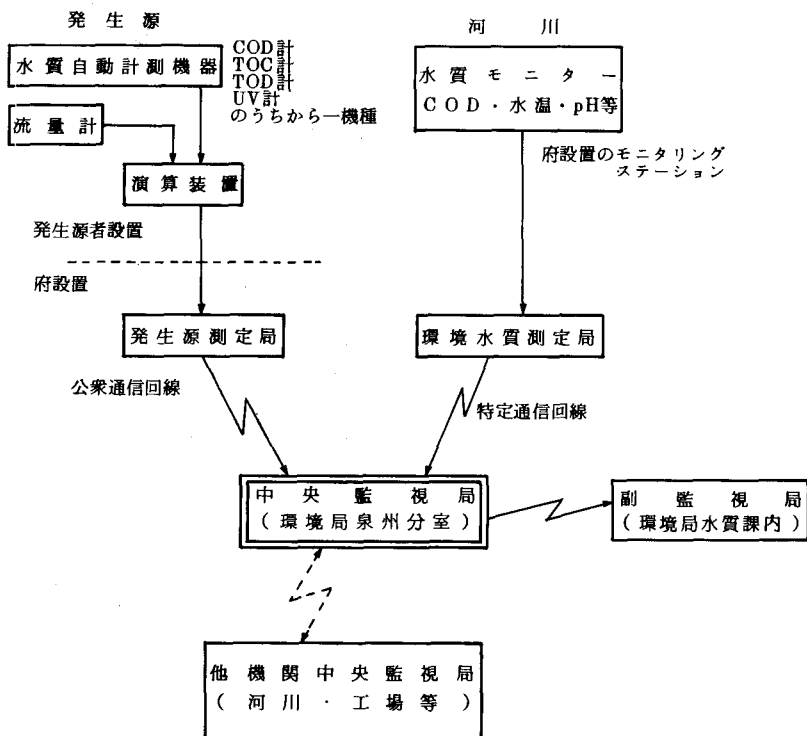 発生源
水質自動計測機器
COD計
TOC計
TOD計
UV計
のうちから一機種
流量計
演算装置
発生源者設置
府設置
発生源測定局
公衆通信回線
河川
水質モニター
COD・水温・pH等
府設置のモニタリング
ステーション
環境水質測定局
特定通信回線
中央監視局
(環境局泉州分室)
副監視局
(環境局水質課内)
他機関中央監視局
(河川・工場等)